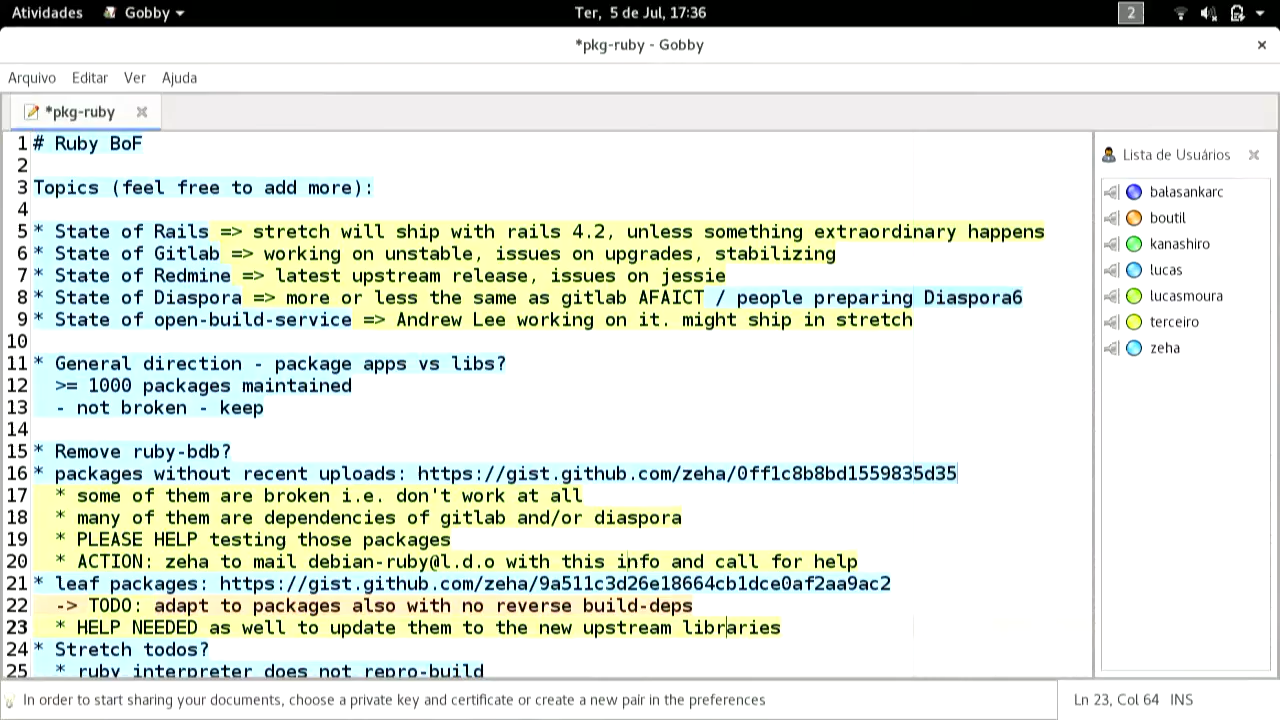 Atividades Gobby Ter, 5 de Jul, 17:36 2
*pkg-ruby - Gobby
Arquivo Editar Ver Ajuda
*pkg-ruby
1 # Ruby BoF
2
3 Topics (feel free to add more):
4
5 * State of Rails => stretch will ship with rails 4.2, unless something extraordinary happens
6 * State of Gitlab => working on unstable, issues on upgrades, stabilizing
7 * State of Redmine => latest upstream release, issues on jessie
8 * State of Diaspora => more or less the same as gitlab AFAICT / people preparing Diaspora6
9 * State of open-build-service => Andrew Lee working on it. might ship in stretch
10
11 * General direction - package apps vs libs?
12 >= 1000 packages maintained
13 - not broken - keep
14
15 * Remove ruby-bdb?
16 * packages without recent uploads: https://gist.github.com/zeha/0ff1c8b8bd1559835d35
17 * some of them are broken i.e. don't work at all
18 * many of them are dependencies of gitlab and/or diaspora
19 * PLEASE HELP testing those packages
20 * ACTION: zeha to mail debian-ruby@l.d.o with this info and call for help
21 * leaf packages: https://gist.github.com/zeha/9a511c3d26e18664cb1dce0af2aa9ac2
22 -> TODO: adapt to packages also with no reverse build-deps
23 * HELP NEEDED as well to update them to the new upstream libraries
24 * Stretch todos?
25 * ruby interpreter does not repro-build
Lista de Usuários
balasankarc
boutil
kanashiro
lucas
lucasmoura
terceiro
zeha
In order to start sharing your documents, choose a private key and certificate or create a new pair in the preferences
Ln 23, Col 64 INS